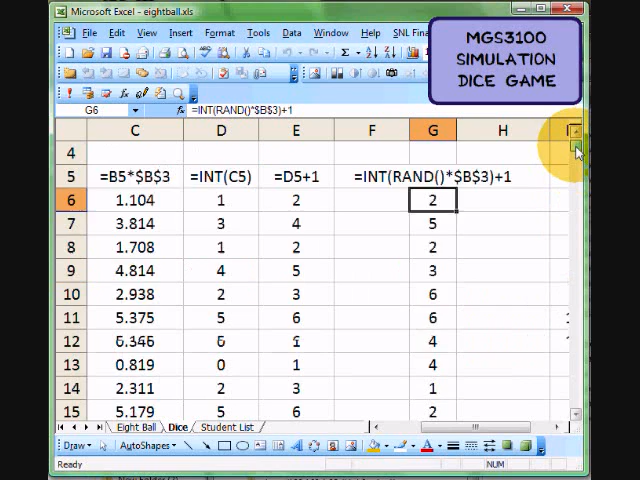 Microsoft Excel - eightball.xls
MGS3100
SIMULATION
DICE GAME
File Edit View Insert Format Tools Data Window Help SNL Finan
G6 fx =INT(RAND()*$B$3)+1
C D E F G H
4
5 =B5*$B$3 =INT(C5) =D5+1 =INT(RAND()*$B$3)+1
6 1.104 1 2 2
7 3.814 3 4 5
8 1.708 1 2 2
9 4.814 4 5 3
10 2.938 2 3 6
11 5.375 5 6 6 1
12 4 1
13 0.819 0 1 4
14 2.311 2 3 1
15 5.179 5 6 2
Eight Ball Dice Student List
Draw AutoShapes
Ready NUM